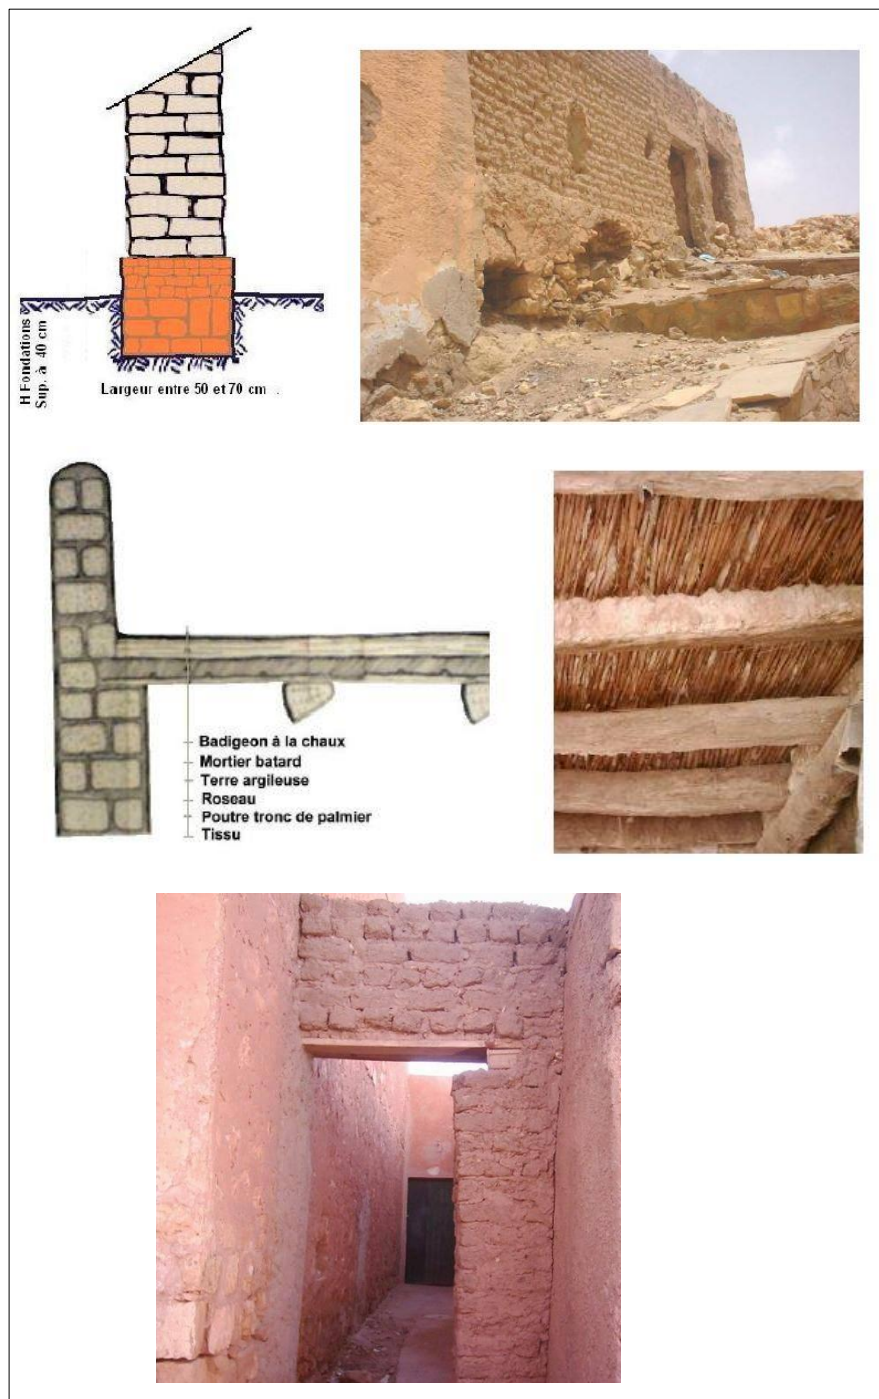 H Fondations
Sup. à 40 cm
Largeur entre 50 et 70 cm .
Badigeon à la chaux
Mortier batard
Terre argileuse
Roseau
Poutre tronc de palmier
Tissu